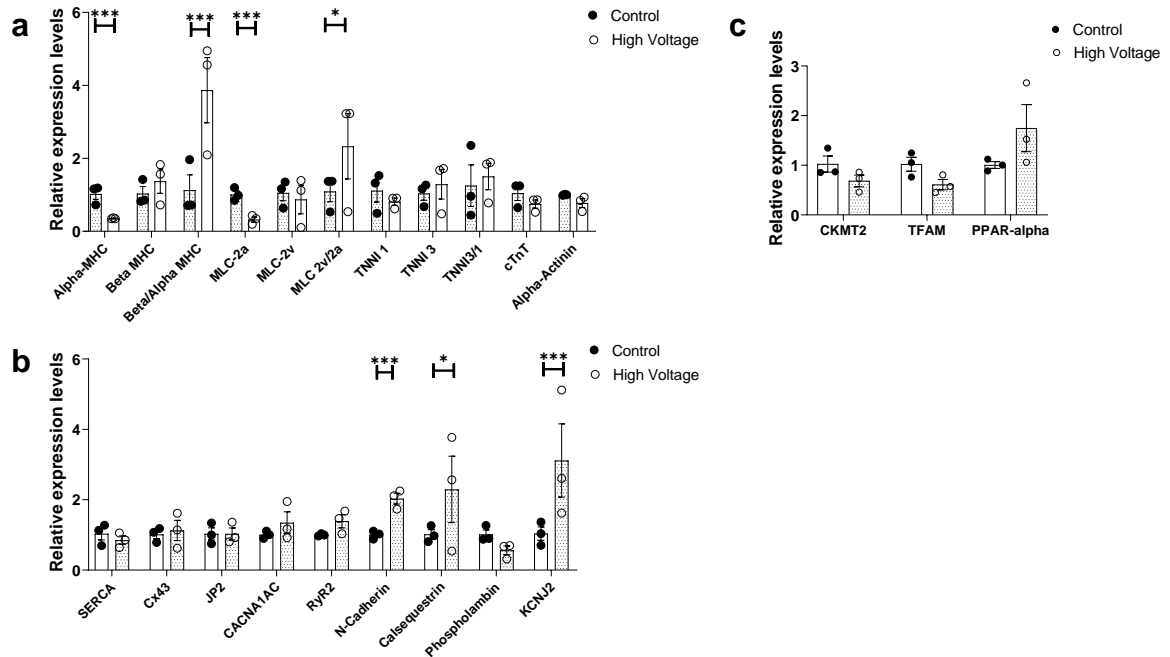 a
Relative expression levels
6
4
2
0
*** *** *** *
Control
High Voltage
Alpha-MHC
Beta MHC
Beta/Alpha MHC
MLC-2a
MLC-2v
MLC 2v/2a
TNNI 1
TNNI 3
TNNI3/1
cTnT
Alpha-Actinin
c
Relative expression levels
3
2
1
0
Control
High Voltage
CKMT2 TFAM PPAR-alpha
b
Relative expression levels
6
4
2
0
*** * ***
Control
High Voltage
SERCA
Cx43
JP2
CACNA1AC
RyR2
N-Cadherin
Calsequestrin
Phospholambin
KCNJ2